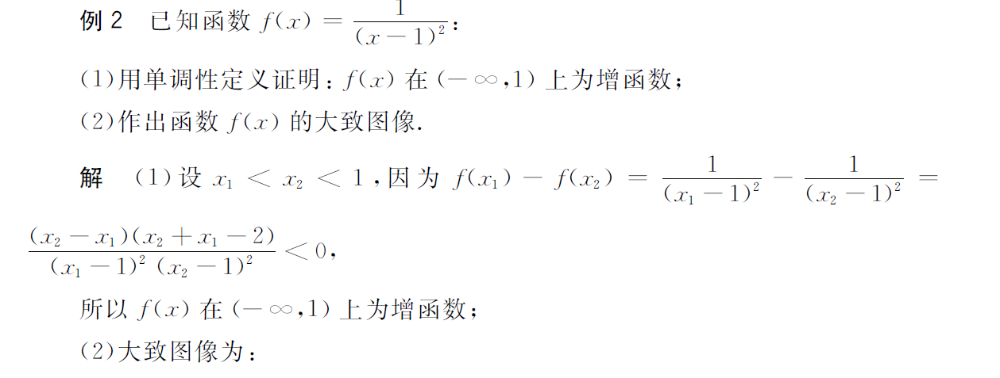 例 2 已知函数 f(x) = \frac{1}{(x-1)^2}:
(1)用单调性定义证明: f(x) 在 (-∞,1) 上为增函数;
(2)作出函数 f(x) 的大致图像.
解 (1)设 x_1 < x_2 < 1,因为 f(x_1) - f(x_2) = \frac{1}{(x_1-1)^2} - \frac{1}{(x_2-1)^2} =
\frac{(x_2-x_1)(x_2+x_1-2)}{(x_1-1)^2 (x_2-1)^2} < 0,
所以 f(x) 在 (-∞,1) 上为增函数;
(2)大致图像为: